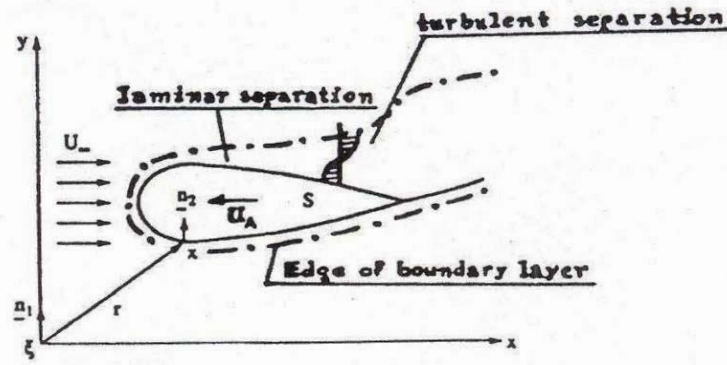 turbulent separation
y
laminar separation
U∞
n2
U_A
S
x
Edge of boundary layer
n1
r
ξ
x